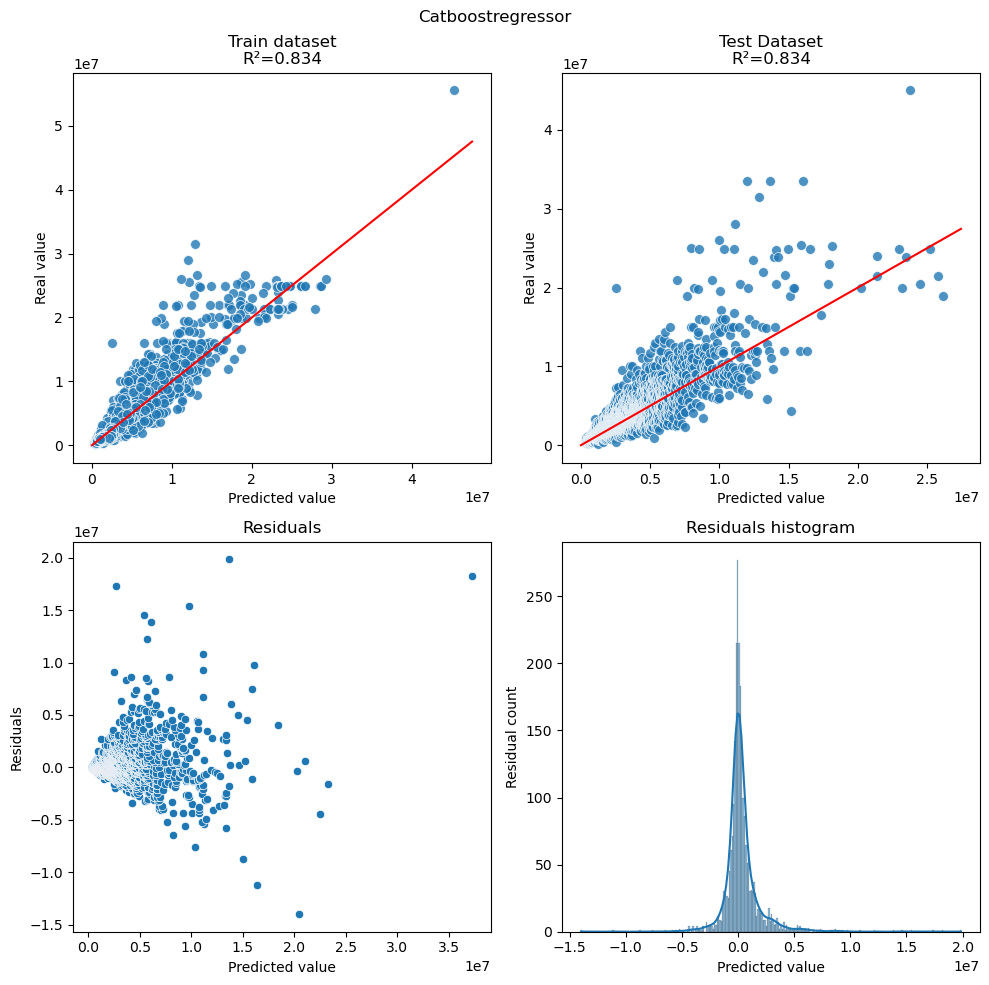 Catboostregressor
Train dataset
R²=0.834
1e7
Real value
5
4
3
2
1
0
0
1
2
3
4
Predicted value
1e7
Test Dataset
R²=0.834
1e7
Real value
4
3
2
1
0
0.0
0.5
1.0
1.5
2.0
2.5
Predicted value
1e7
Residuals
1e7
Residuals
2.0
1.5
1.0
0.5
0.0
−0.5
−1.0
−1.5
0.0
0.5
1.0
1.5
2.0
2.5
3.0
3.5
Predicted value
1e7
Residuals histogram
Residual count
250
200
150
100
50
0
−1.5
−1.0
−0.5
0.0
0.5
1.0
1.5
2.0
Predicted value
1e7